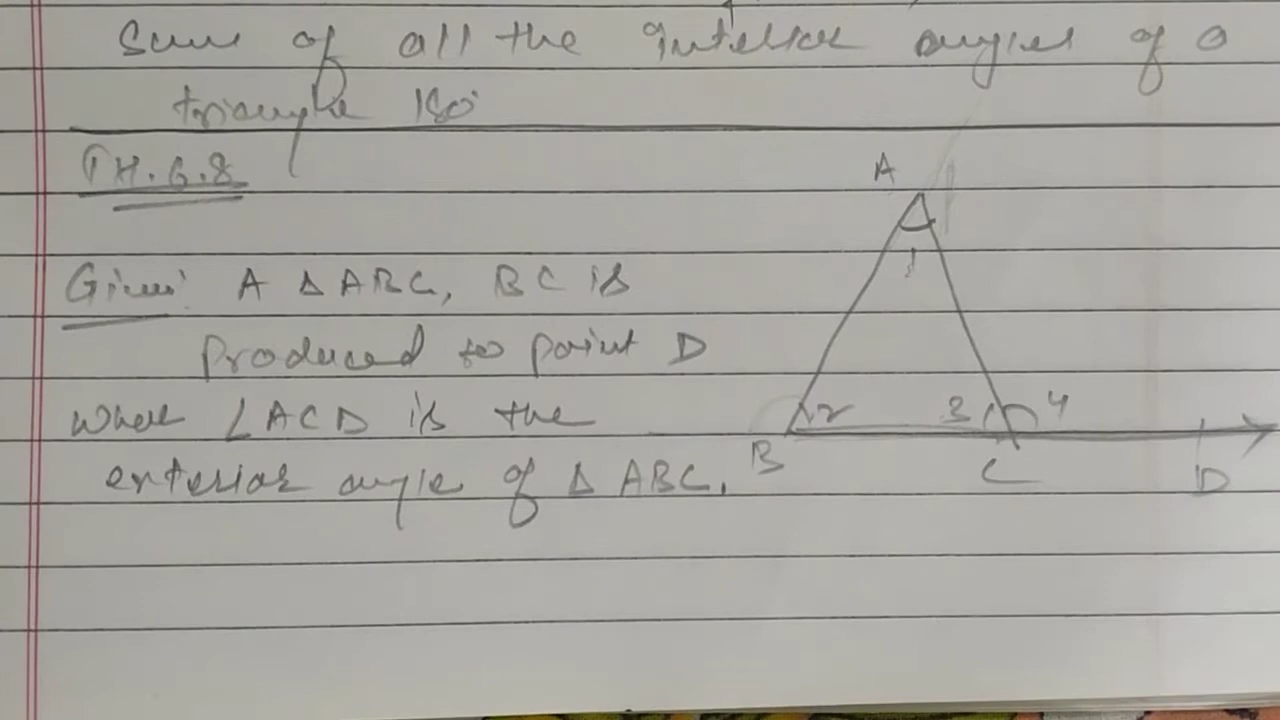 Sum of all the interior angles of a
triangle 180°
TH. 6.8
Given: A Δ ABC, BC is
produced to point D
where ∠ACD is the
exterior angle of Δ ABC.
A
1
2
3
4
B
C
D